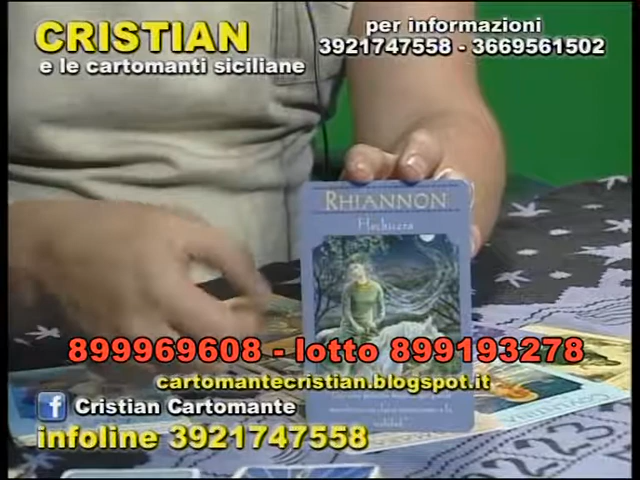 CRISTIAN
e le cartomanti siciliane
per informazioni
3921747558 - 3669561502
RHIANNON
Hechicera
899969608 - lotto 899193278
cartomantecristian.blogspot.it
f Cristian Cartomante
infoline - 3921747558